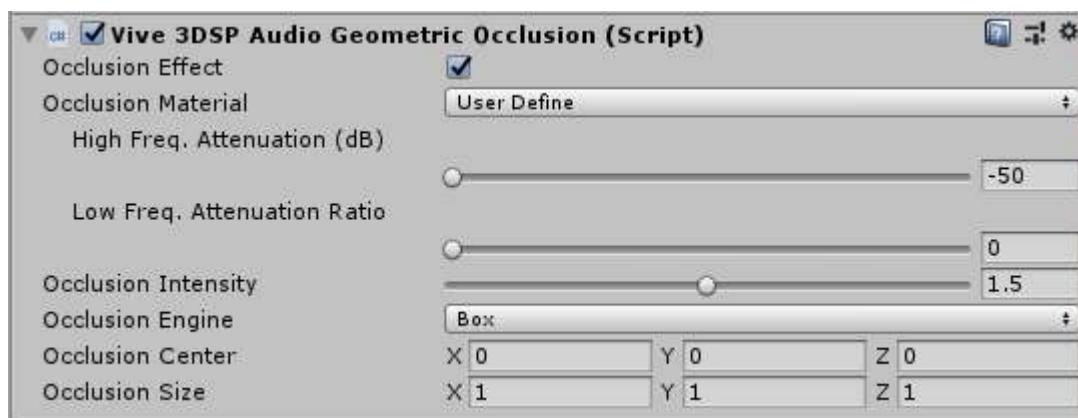 Vive 3DSP Audio Geometric Occlusion (Script)
Occlusion Effect
Occlusion Material User Define
High Freq. Attenuation (dB)
-50
Low Freq. Attenuation Ratio
0
Occlusion Intensity 1.5
Occlusion Engine Box
Occlusion Center X 0 Y 0 Z 0
Occlusion Size X 1 Y 1 Z 1